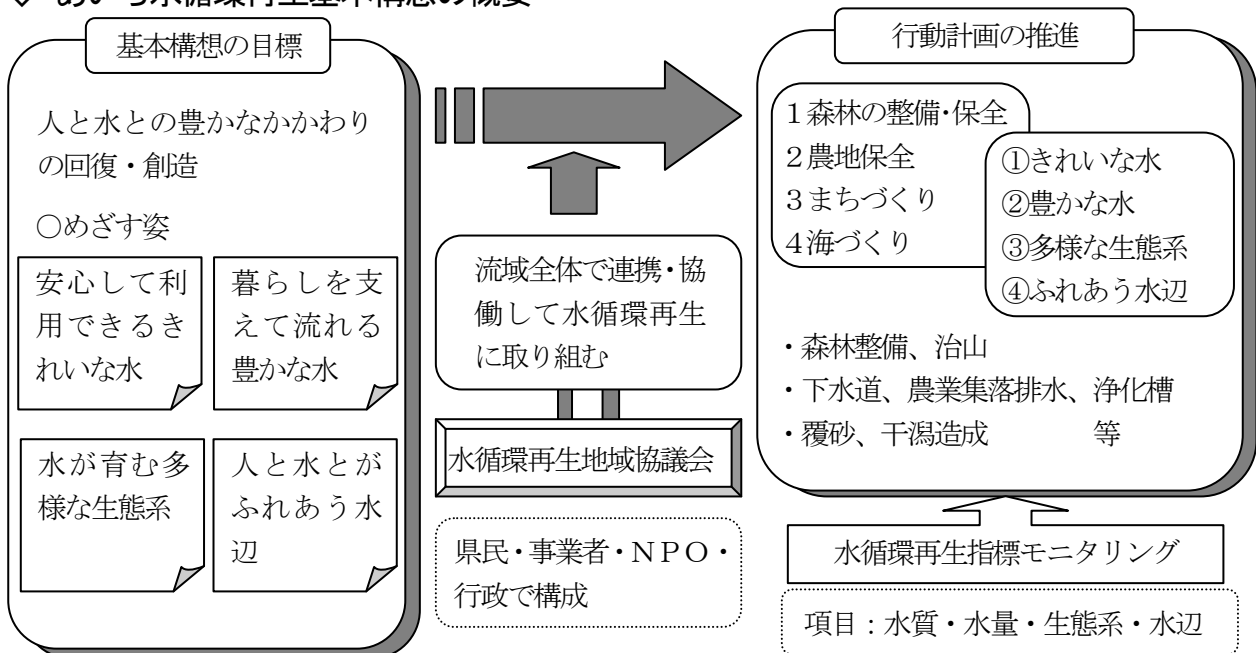 ◇ あいち水循環再生基本構想の概要
基本構想の目標
人と水との豊かなかかわり
の回復・創造
○めざす姿
安心して利
用できるき
れいな水
暮らしを支
えて流れる
豊かな水
水が育む多
様な生態系
人と水とが
ふれあう水
辺
流域全体で連携・協
働して水循環再生
に取り組む
水循環再生地域協議会
県民・事業者・ＮＰＯ・
行政で構成
行動計画の推進
１森林の整備・保全
２農地保全
３まちづくり
４海づくり
①きれいな水
②豊かな水
③多様な生態系
④ふれあう水辺
・森林整備、治山
・下水道、農業集落排水、浄化槽
・覆砂、干潟造成　　　　等
水循環再生指標モニタリング
項目：水質・水量・生態系・水辺